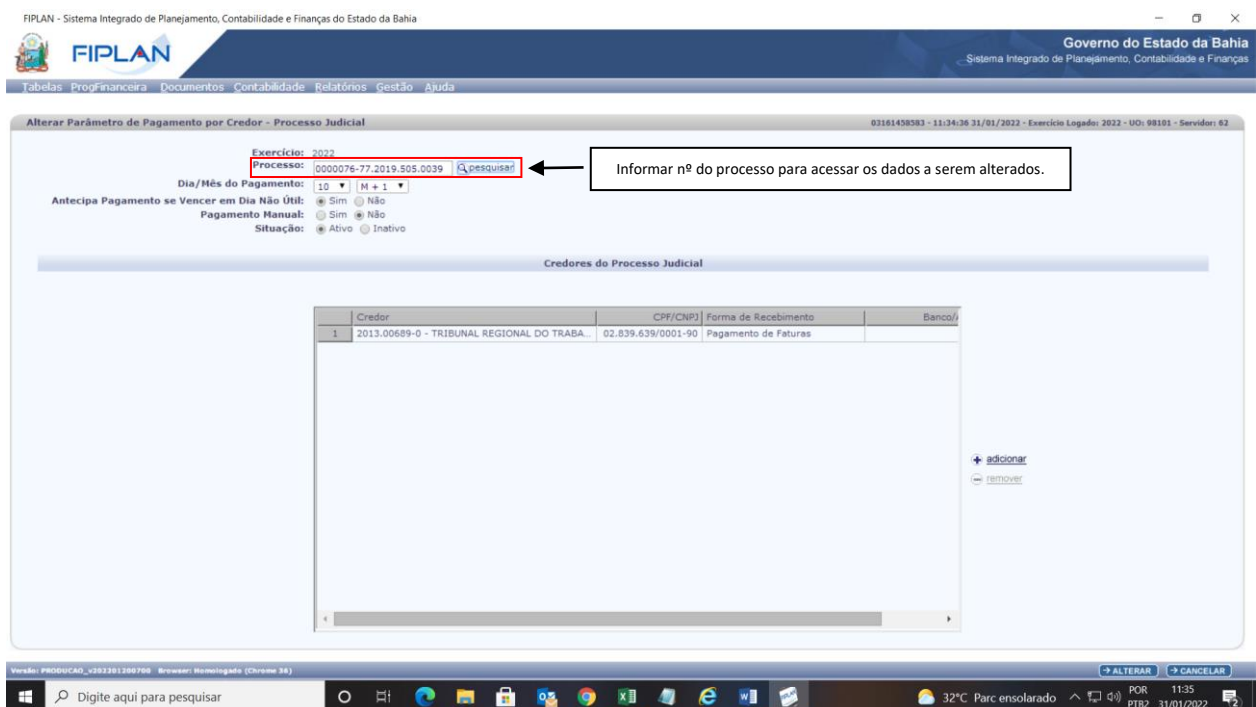 FIPLAN - Sistema Integrado de Planejamento, Contabilidade e Finanças do Estado da Bahia
FIPLAN
Governo do Estado da Bahia
Sistema Integrado de Planejamento, Contabilidade e Finanças
Tabelas ProgFinanceira Documentos Contabilidade Relatórios Gestão Ajuda
Alterar Parâmetro de Pagamento por Credor - Processo Judicial
03161458583 - 11:34:36 31/01/2022 - Exercício Logado: 2022 - UO: 98101 - Servidor: 62
Exercício: 2022
Processo: 0000076-77.2019.505.0039 pesquisar
Informar nº do processo para acessar os dados a serem alterados.
Dia/Mês do Pagamento: 10 M + 1
Antecipa Pagamento se Vencer em Dia Não Útil: Sim Não
Pagamento Manual: Sim Não
Situação: Ativo Inativo
Credores do Processo Judicial
Credor CPF/CNPJ Forma de Recebimento Banco/
1 2013.00689-0 - TRIBUNAL REGIONAL DO TRABA... 02.839.639/0001-90 Pagamento de Faturas
adicionar
remover
Browser: Homologado (Chrome 36)
ALTERAR CANCELAR
Digite aqui para pesquisar
32°C Parc ensolarado
POR
PTB2
11:35
31/01/2022